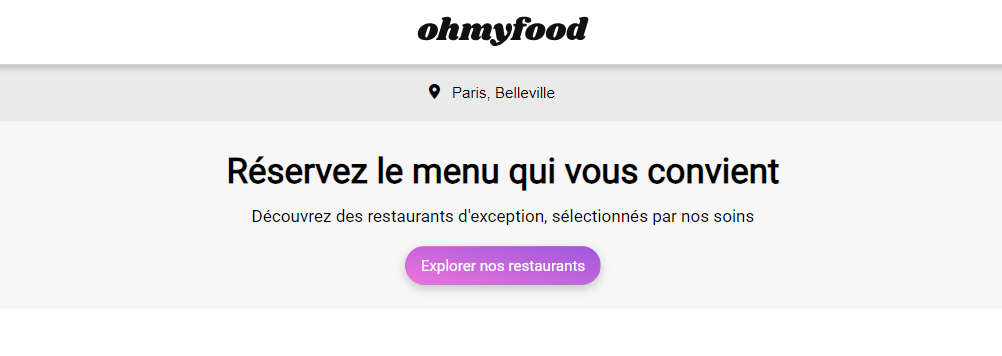 ohmyfood
Paris, Belleville
Réservez le menu qui vous convient
Découvrez des restaurants d'exception, sélectionnés par nos soins
Explorer nos restaurants